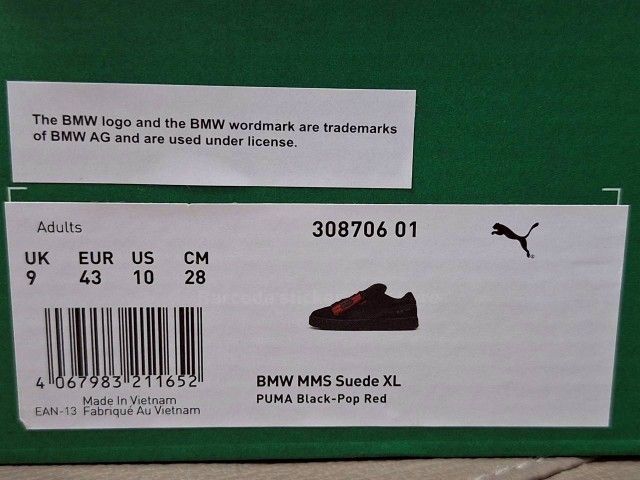 The BMW logo and the BMW wordmark are trademarks
of BMW AG and are used under license.
Adults
308706 01
UK EUR US CM
9 43 10 28
4 067983 211652
Made In Vietnam
EAN-13 Fabriqué Au Vietnam
BMW MMS Suede XL
PUMA Black-Pop Red